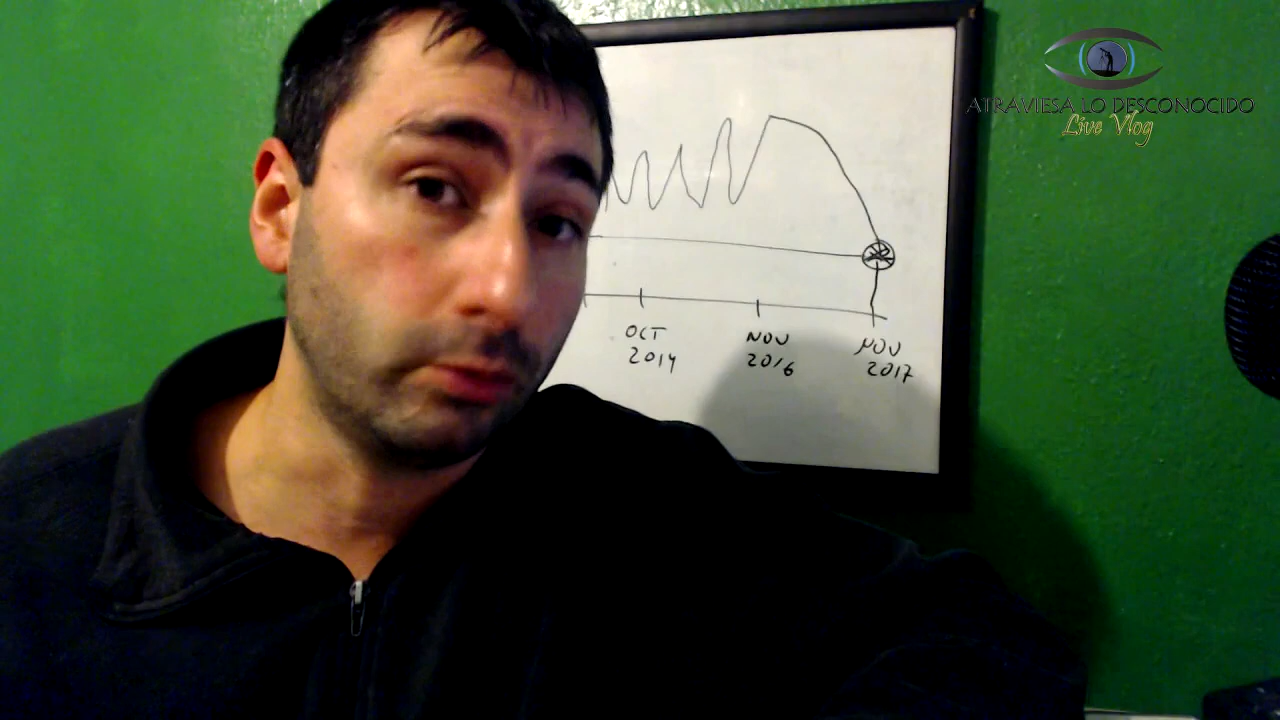 ATRAVIESA LO DESCONOCIDO
Live Vlog
OCT
2014
NOV
2016
NOV
2017